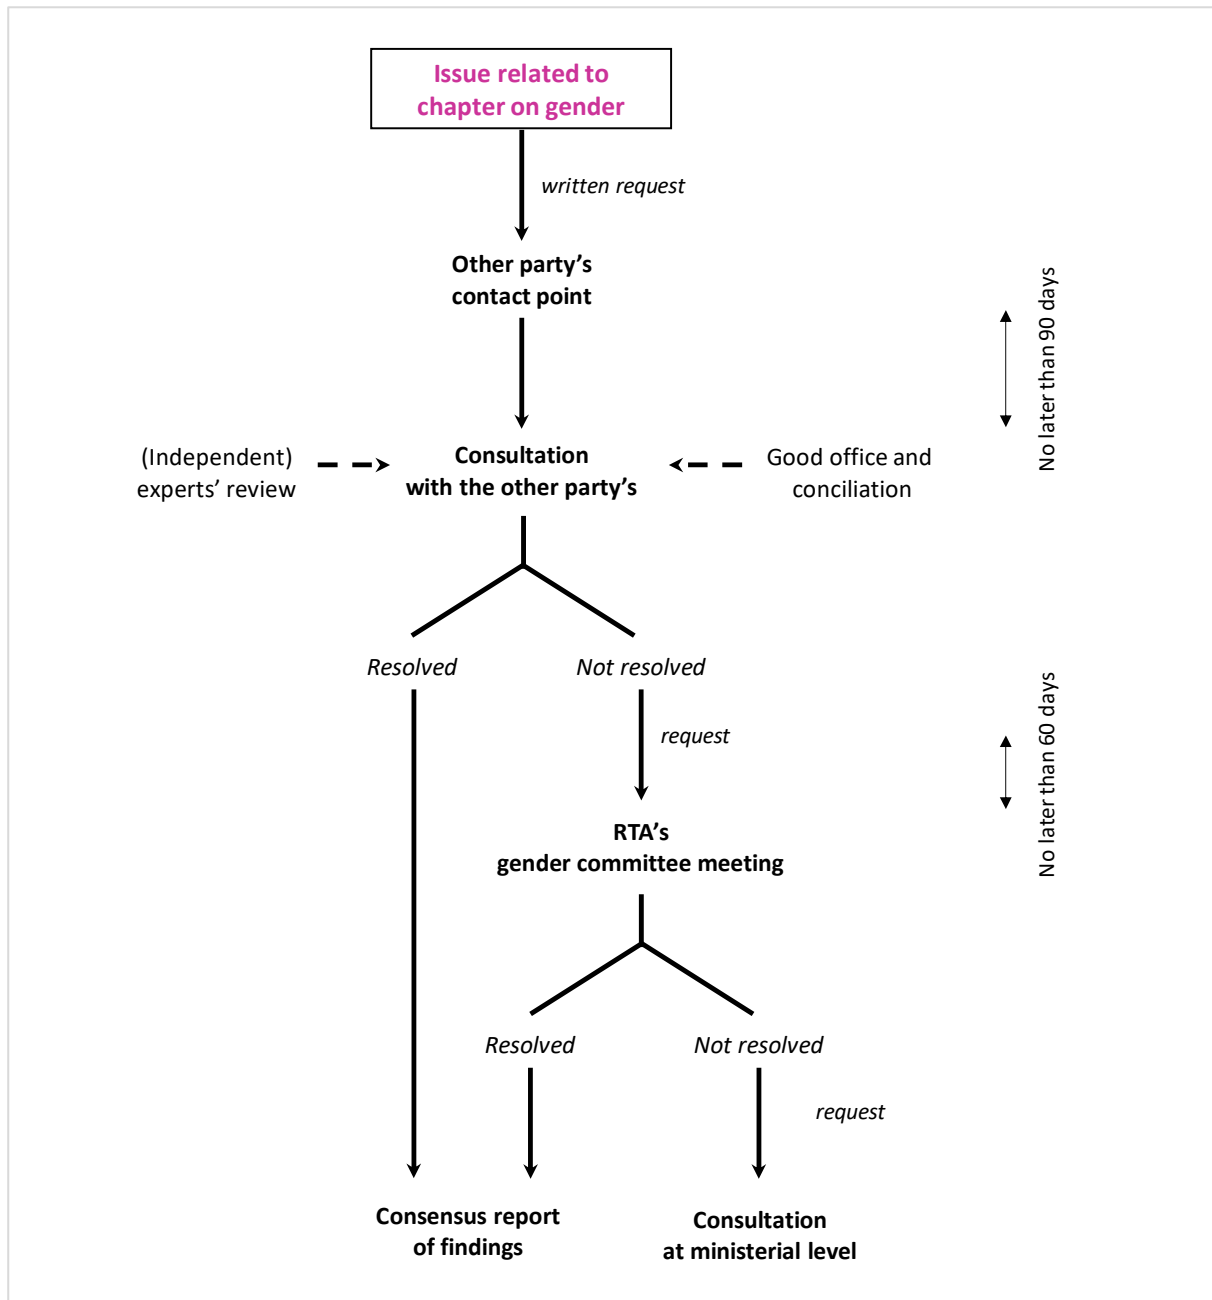 Issue related to
chapter on gender
written request
Other party’s
contact point
No later than 90 days
(Independent)
experts’ review
Consultation
with the other party’s
Good office and
conciliation
Resolved
Not resolved
request
No later than 60 days
RTA’s
gender committee meeting
Resolved
Not resolved
request
Consensus report
of findings
Consultation
at ministerial level